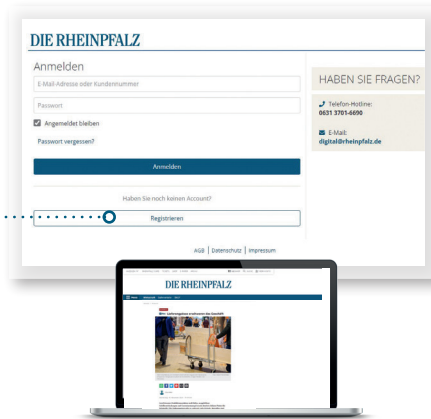 DIE RHEINPFALZ
Anmelden
E-Mail-Adresse oder Kundennummer
Passwort
Angemeldet bleiben
Passwort vergessen?
Anmelden
Haben Sie noch keinen Account?
Registrieren
AGB | Datenschutz | Impressum
HABEN SIE FRAGEN?
Telefon-Hotline:
0631 3701-6690
E-Mail:
digital@rheinpfalz.de
DIE RHEINPFALZ